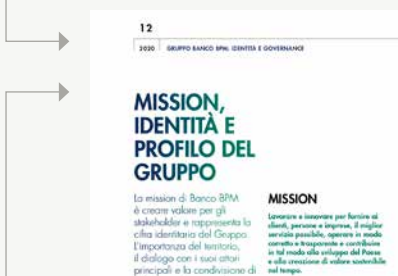 12
2020 GRUPPO BANCO BPM, IDENTITÀ E GOVERNANCE
MISSION,
IDENTITÀ E
PROFILO DEL
GRUPPO
La mission di Banco BPM
è creare valore per gli
stakeholder e rappresenta la
cifra identitaria del Gruppo.
L'importanza del territorio,
il dialogo con i suoi attori
principali e la condivisione di
MISSION
Lavorare e innovare per fornire ai
clienti, persone e imprese, il miglior
servizio possibile, operare in modo
corretto e trasparente e contribuire
in tal modo allo sviluppo del Paese
e alla creazione di valore sostenibile
nel tempo.